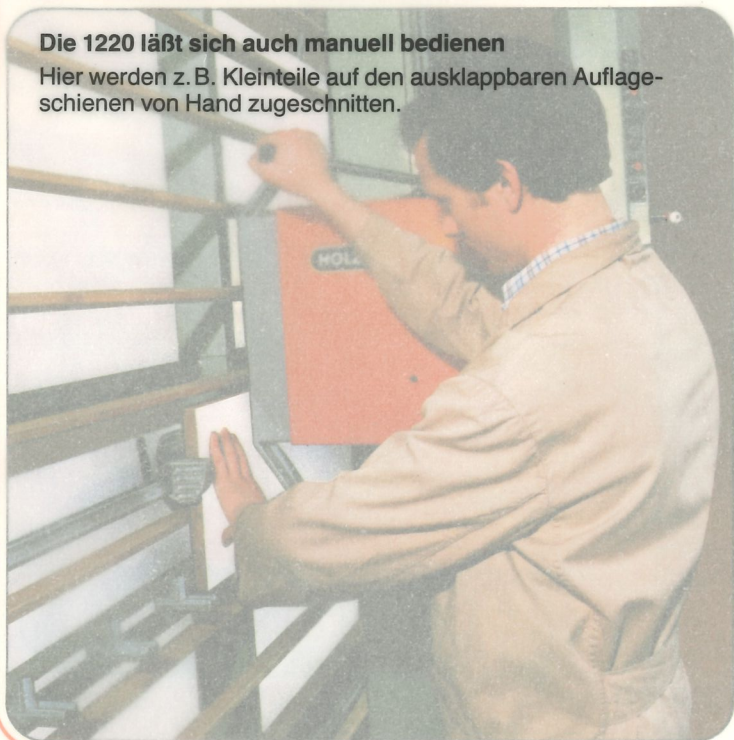 Die 1220 läßt sich auch manuell bedienen
Hier werden z. B. Kleinteile auf den ausklappbaren Auflage-
schienen von Hand zugeschnitten.